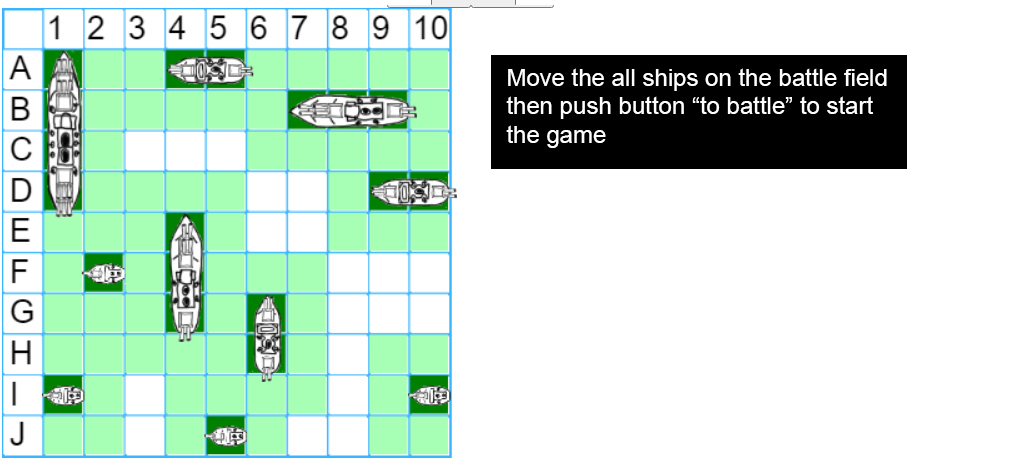 1 2 3 4 5 6 7 8 9 10
A
B
C
D
E
F
G
H
I
J
Move the all ships on the battle field
then push button “to battle” to start
the game